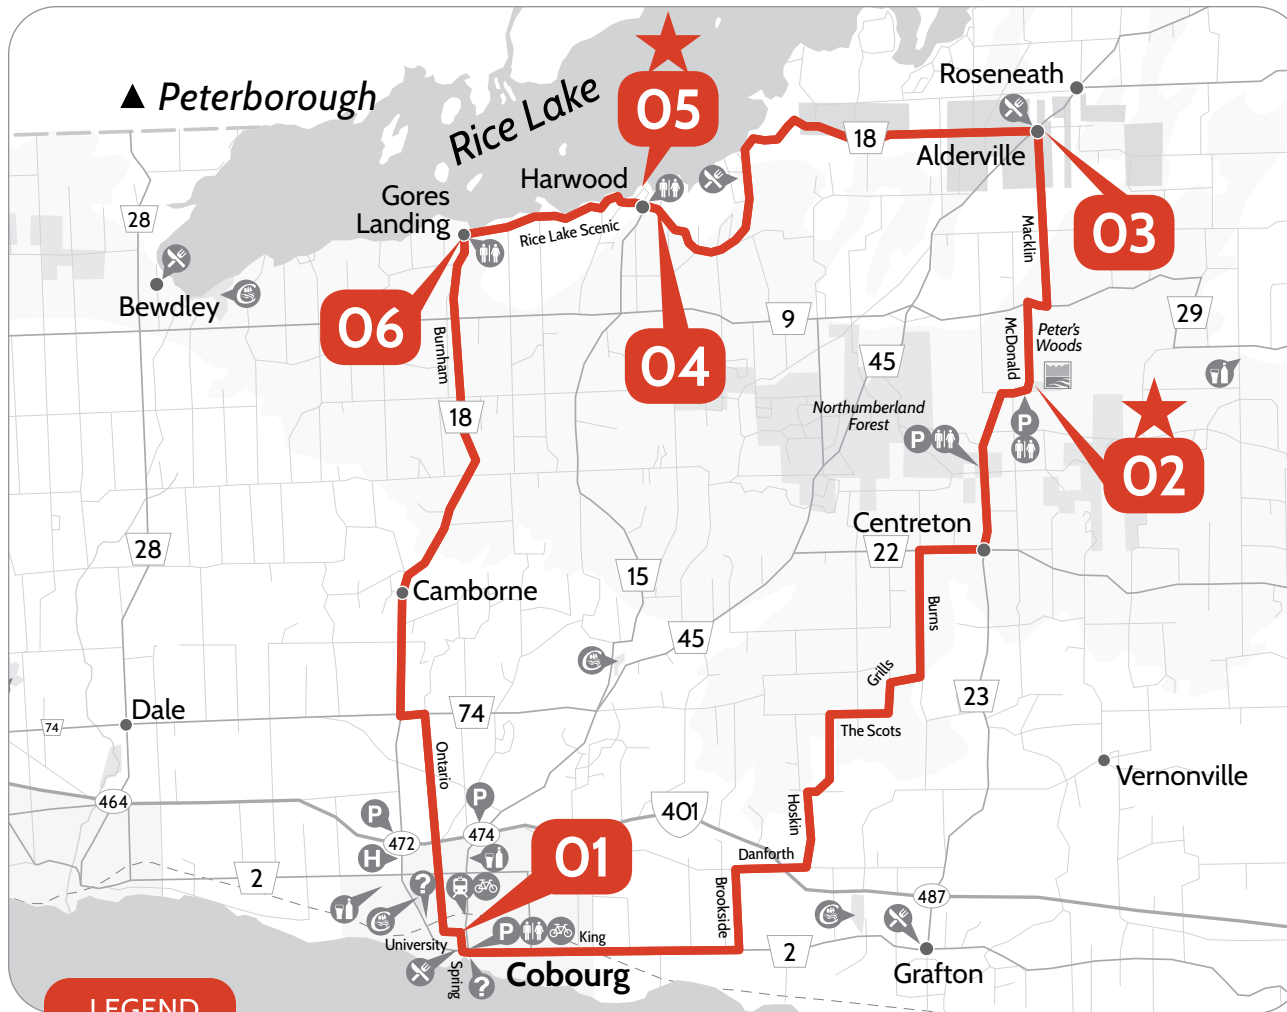 Roseneath
▲ Peterborough
Rice Lake
05
18
Alderville
Harwood
Gores
Landing
28
Rice Lake Scenic
Macklin
03
Bewdley
06
Burnham
9
29
McDonald
Peter's
Woods
45
04
18
Northumberland
Forest
P
P
02
Centreton
22
28
15
Camborne
Burns
45
Grills
23
Dale
74
74
The Scots
Ontario
Vernonville
464
401
Hoskin
P
P
472
474
H
01
Danforth
2
?
Brookside
487
University
P
King
2
Spring
?
Cobourg
Grafton
LEGEND